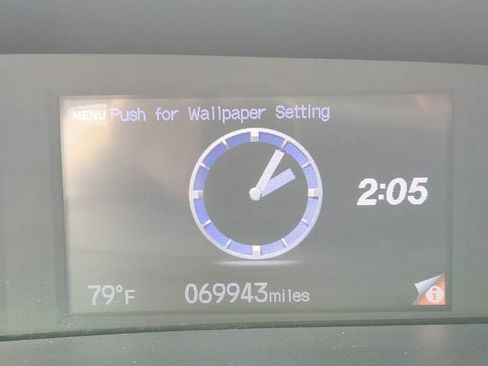 MENU Push for Wallpaper Setting
2:05
79°F 069943miles
i